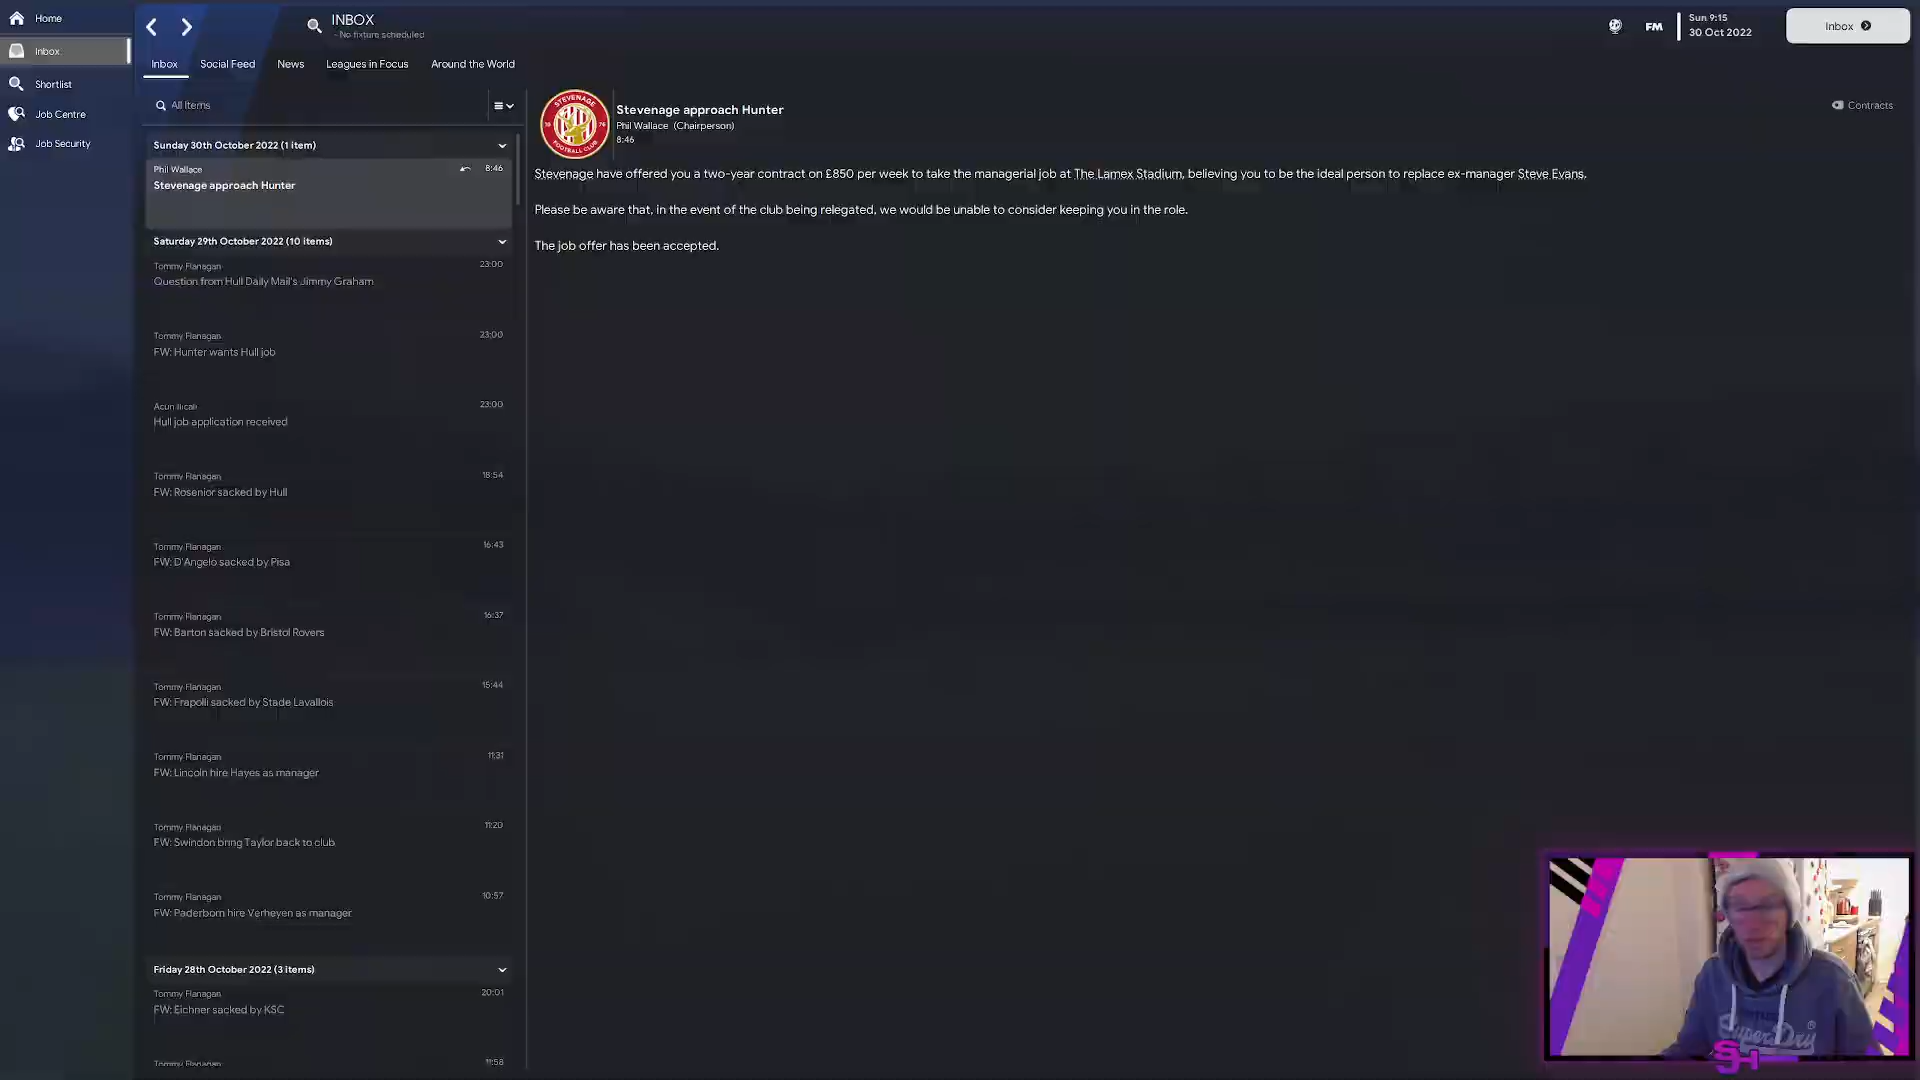 Home
Inbox
Shortlist
Job Centre
Job Security
INBOX
- No fixture scheduled
FM
Sun 9:15
30 Oct 2022
Inbox
Inbox
Social Feed
News
Leagues in Focus
Around the World
All Items
Sunday 30th October 2022 (1 item)
Phil Wallace
8:46
Stevenage approach Hunter
Saturday 29th October 2022 (10 items)
Tommy Flanagan
23:00
Question from Hull Daily Mail's Jimmy Graham
Tommy Flanagan
23:00
FW: Hunter wants Hull job
Acun Ilicali
23:00
Hull job application received
Tommy Flanagan
18:54
FW: Rosenior sacked by Hull
Tommy Flanagan
16:43
FW: D'Angelo sacked by Pisa
Tommy Flanagan
16:37
FW: Barton sacked by Bristol Rovers
Tommy Flanagan
15:44
FW: Frapolli sacked by Stade Lavallois
Tommy Flanagan
11:31
FW: Lincoln hire Hayes as manager
Tommy Flanagan
11:20
FW: Swindon bring Taylor back to club
Tommy Flanagan
10:57
FW: Paderborn hire Verheyen as manager
Friday 28th October 2022 (3 items)
Tommy Flanagan
20:01
FW: Eichner sacked by KSC
Tommy Flanagan
11:58
STEVENAGE
19 76
FOOTBALL CLUB
Stevenage approach Hunter
Phil Wallace (Chairperson)
8:46
Contracts
Stevenage have offered you a two-year contract on £850 per week to take the managerial job at The Lamex Stadium, believing you to be the ideal person to replace ex-manager Steve Evans.
Please be aware that, in the event of the club being relegated, we would be unable to consider keeping you in the role.
The job offer has been accepted.
SuperDry
SH